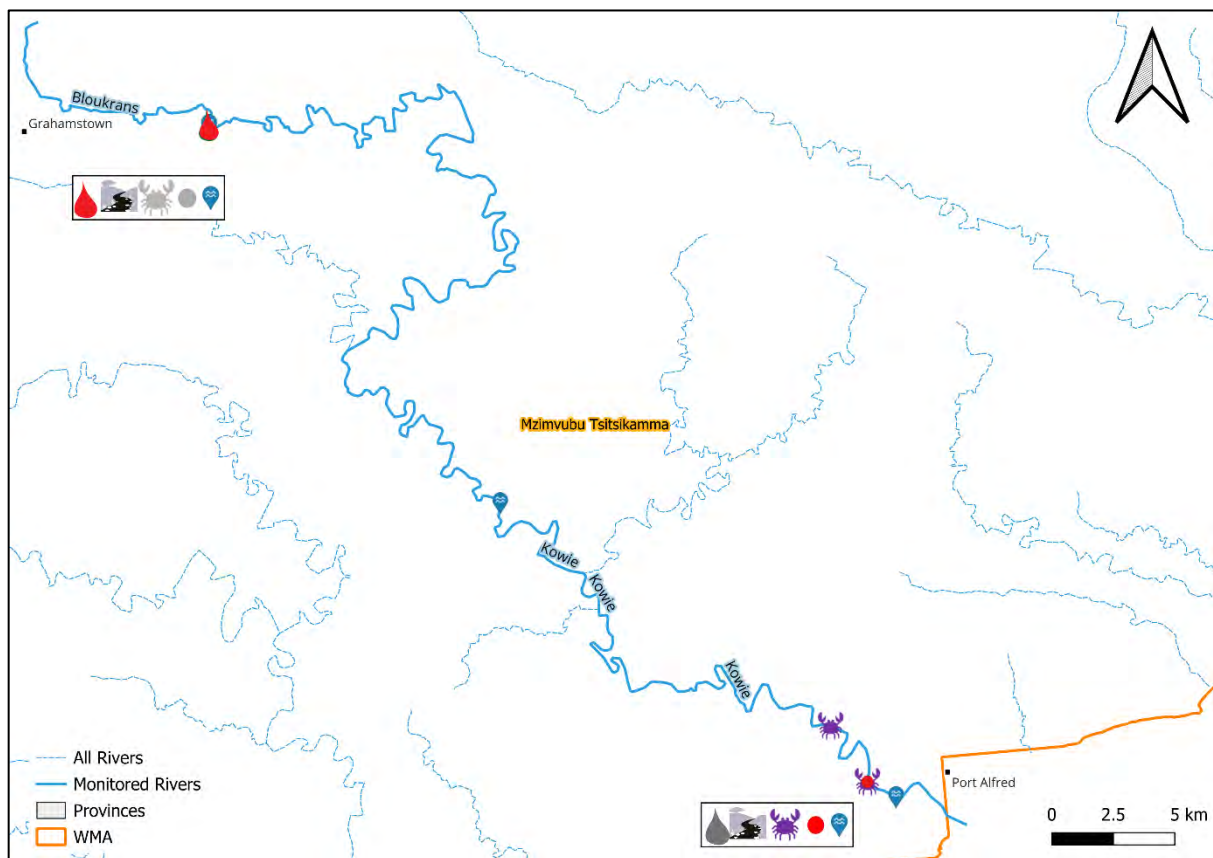 Bloukrans
Grahamstown
Mzimvubu Tsitsikamma
Kowie
Kowie
Kowie
All Rivers
Monitored Rivers
Provinces
WMA
Port Alfred
0 2.5 5 km